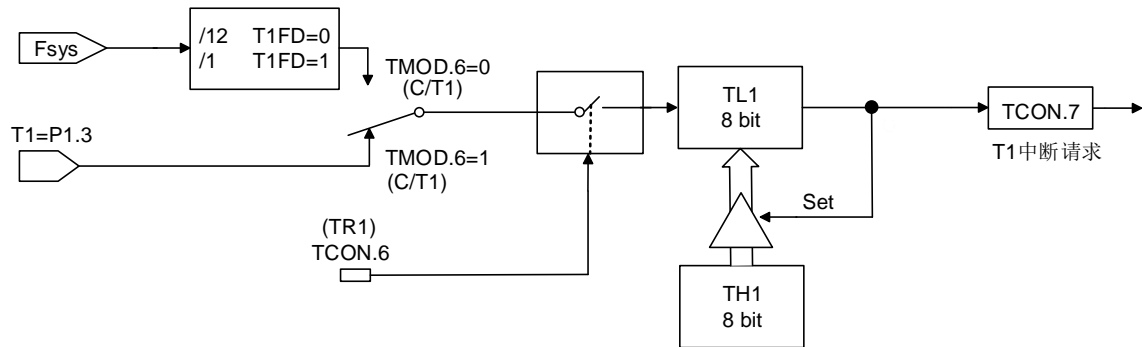 Fsys
/12 T1FD=0
/1 T1FD=1
TMOD.6=0
(C/T1)
T1=P1.3
TMOD.6=1
(C/T1)
(TR1)
TCON.6
TL1
8 bit
Set
TH1
8 bit
TCON.7
T1中断请求